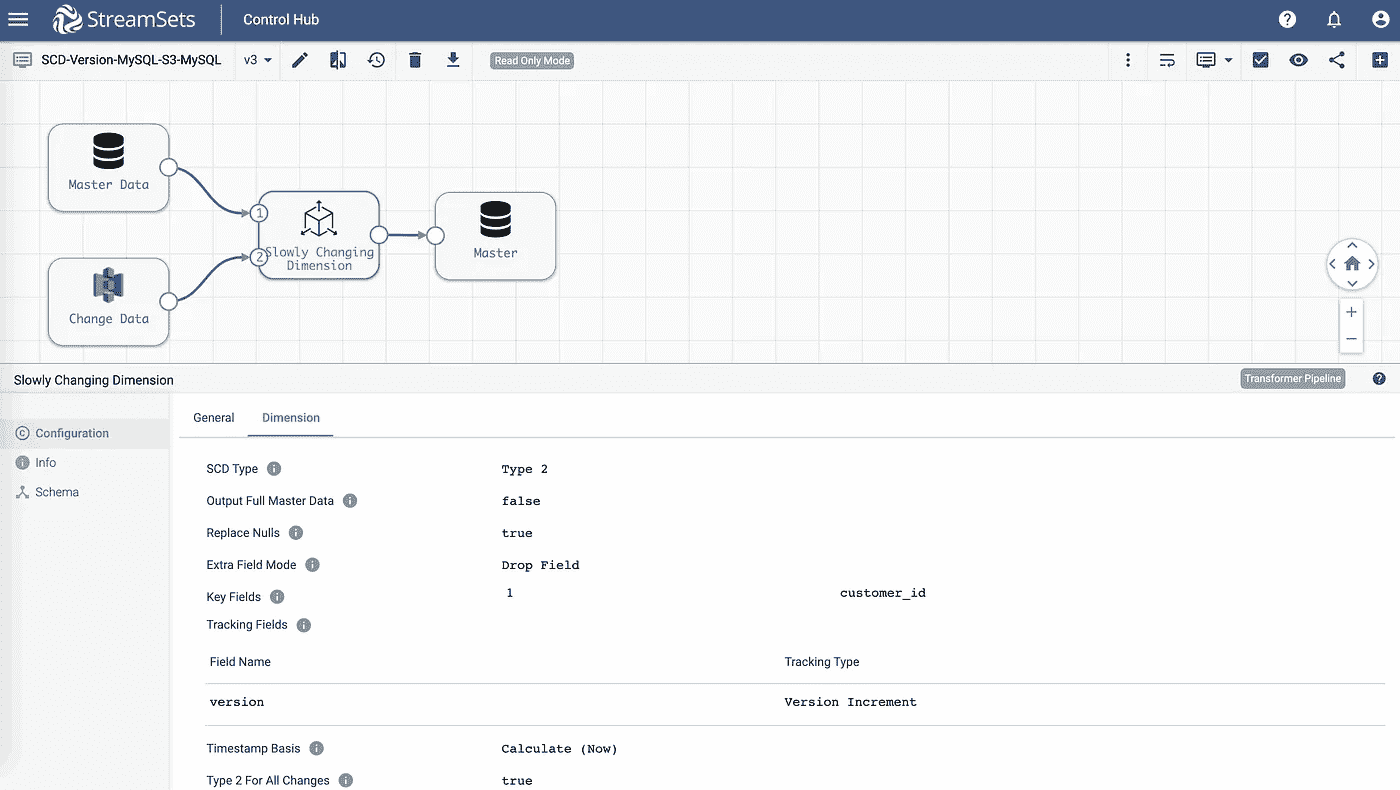 StreamSets Control Hub
SCD-Version-MySQL-S3-MySQL v3 Read Only Mode
Master Data
1
Slowly Changing
Dimension
2
Master
Change Data
Slowly Changing Dimension Transformer Pipeline
Configuration
Info
Schema
General Dimension
SCD Type Type 2
Output Full Master Data false
Replace Nulls true
Extra Field Mode Drop Field
Key Fields 1 customer_id
Tracking Fields
Field Name Tracking Type
version Version Increment
Timestamp Basis Calculate (Now)
Type 2 For All Changes true